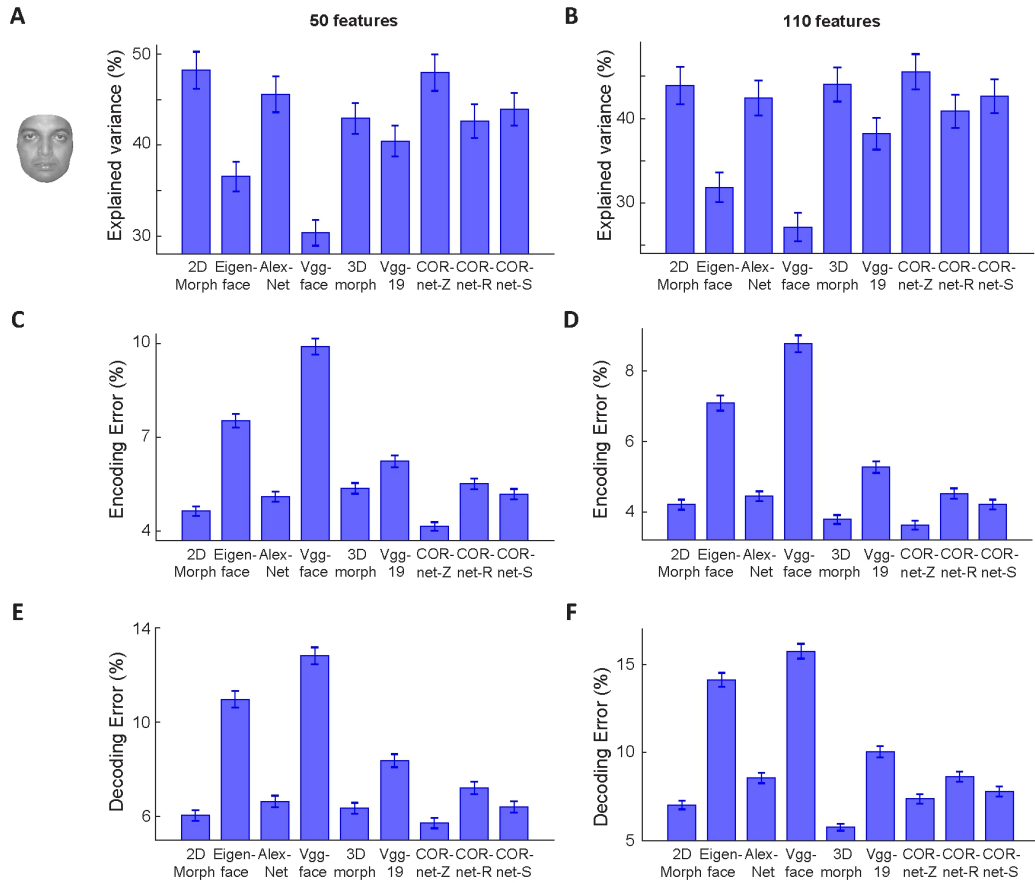 A
50 features
B
110 features
Explained variance (%)
50
40
30
2D Eigen- Alex- Vgg- 3D Vgg- COR- COR- COR-
Morph face Net face morph 19 net-Z net-R net-S
Explained variance (%)
40
30
2D Eigen- Alex- Vgg- 3D Vgg- COR- COR- COR-
Morph face Net face morph 19 net-Z net-R net-S
C
Encoding Error (%)
10
7
4
2D Eigen- Alex- Vgg- 3D Vgg- COR- COR- COR-
Morph face Net face morph 19 net-Z net-R net-S
D
Encoding Error (%)
8
6
4
2D Eigen- Alex- Vgg- 3D Vgg- COR- COR- COR-
Morph face Net face morph 19 net-Z net-R net-S
E
Decoding Error (%)
14
10
6
2D Eigen- Alex- Vgg- 3D Vgg- COR- COR- COR-
Morph face Net face morph 19 net-Z net-R net-S
F
Decoding Error (%)
15
10
5
2D Eigen- Alex- Vgg- 3D Vgg- COR- COR- COR-
Morph face Net face morph 19 net-Z net-R net-S